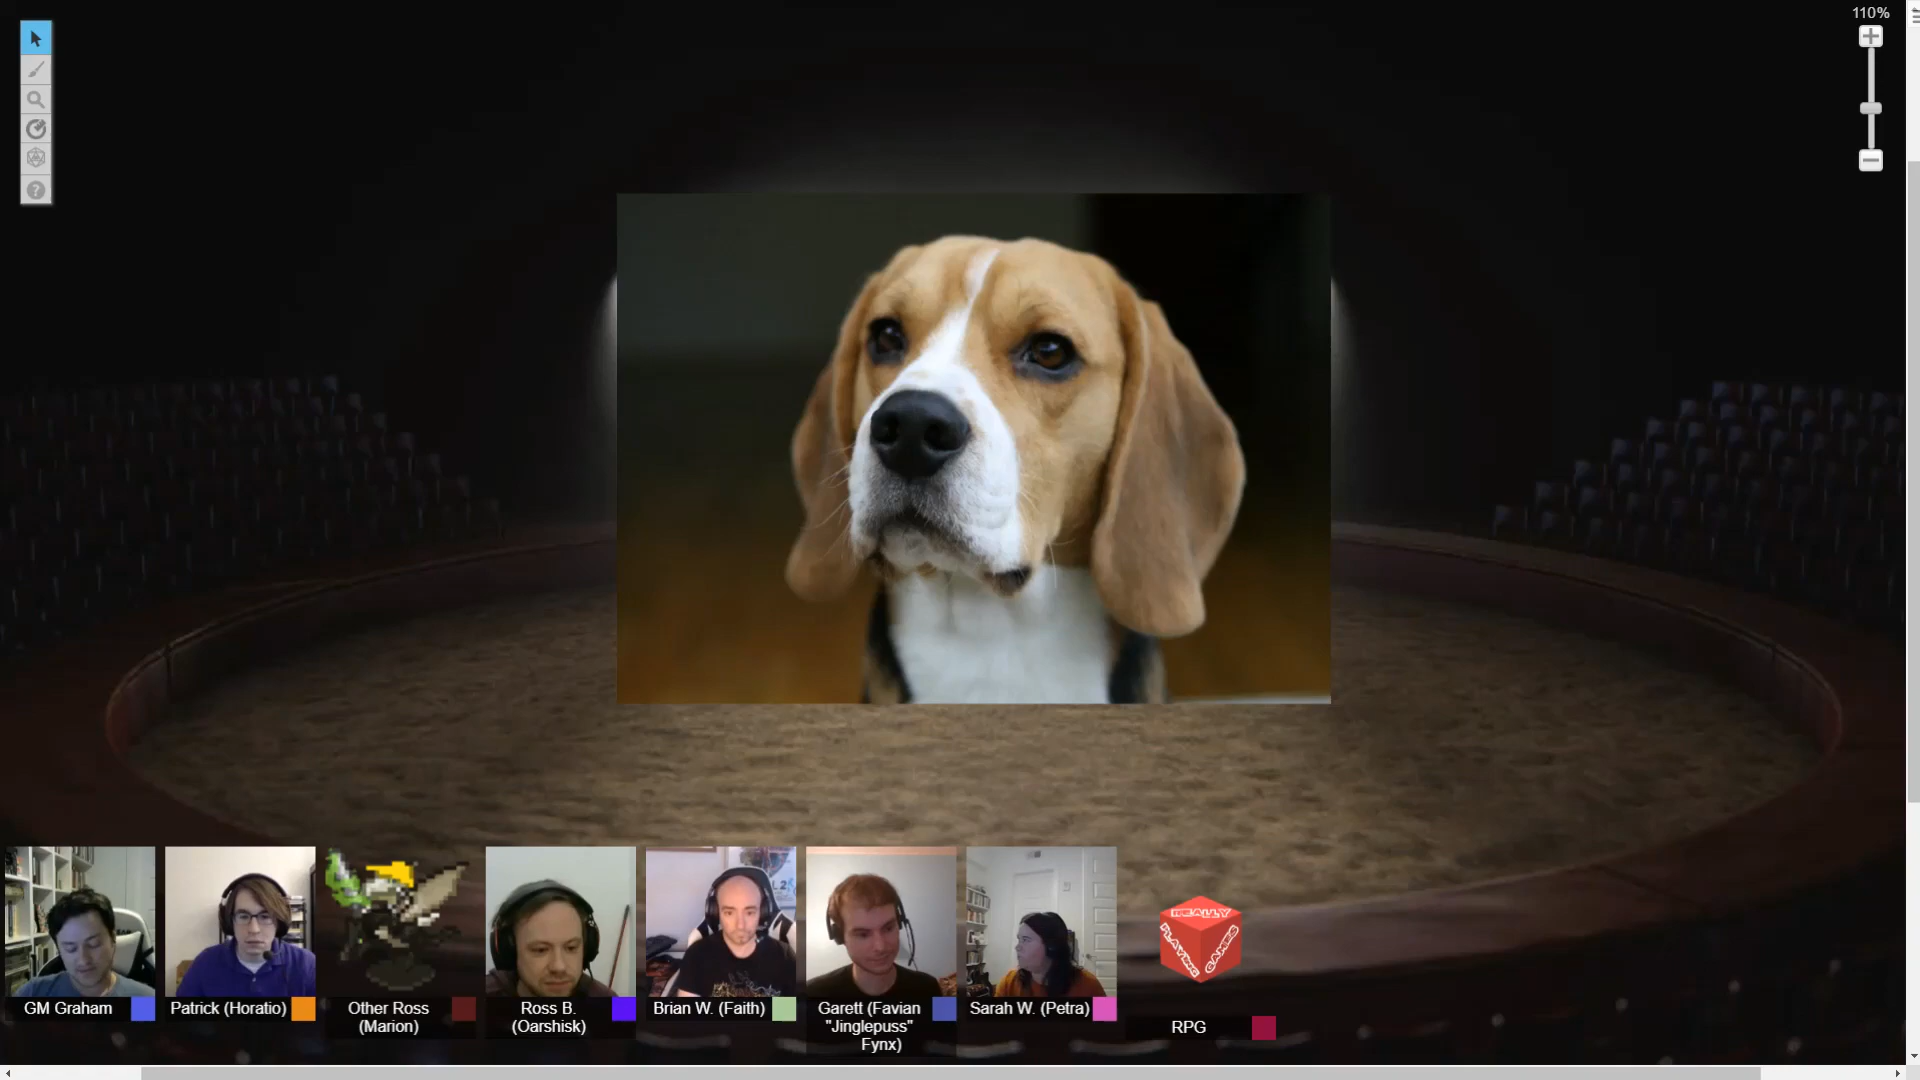 110%
GM Graham
Patrick (Horatio)
Other Ross
(Marion)
Ross B.
(Oarshisk)
Brian W. (Faith)
Garett (Favian
"Jinglepuss"
Fynx)
Sarah W. (Petra)
REALLY
PLAYING
GAMES
RPG